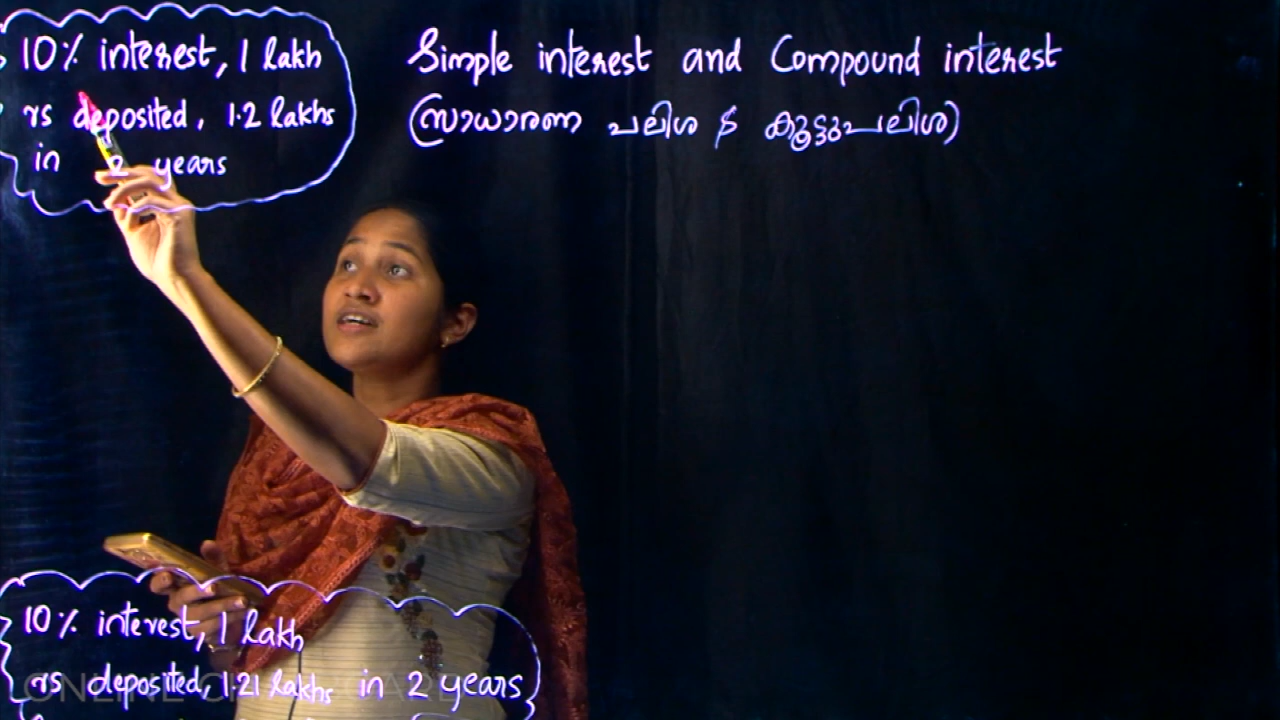 10% interest, 1 lakh
rs deposited, 1.2 lakhs
in 2 years
Simple interest and Compound interest
(സാധാരണ പലിശ & കൂട്ടുപലിശ)
10% interest, 1 lakh
rs deposited, 1.21 lakhs in 2 years